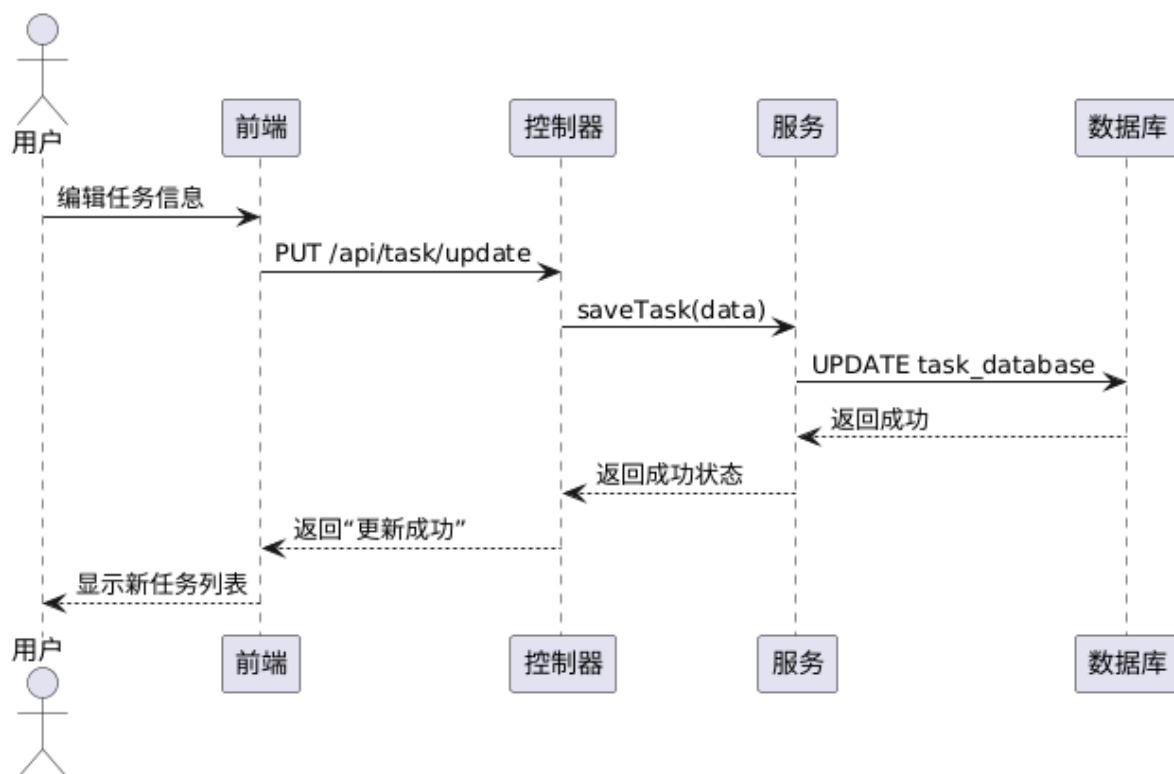 用户
前端
控制器
服务
数据库
编辑任务信息
PUT /api/task/update
saveTask(data)
UPDATE task_database
返回成功
返回成功状态
返回“更新成功”
显示新任务列表
用户
前端
控制器
服务
数据库